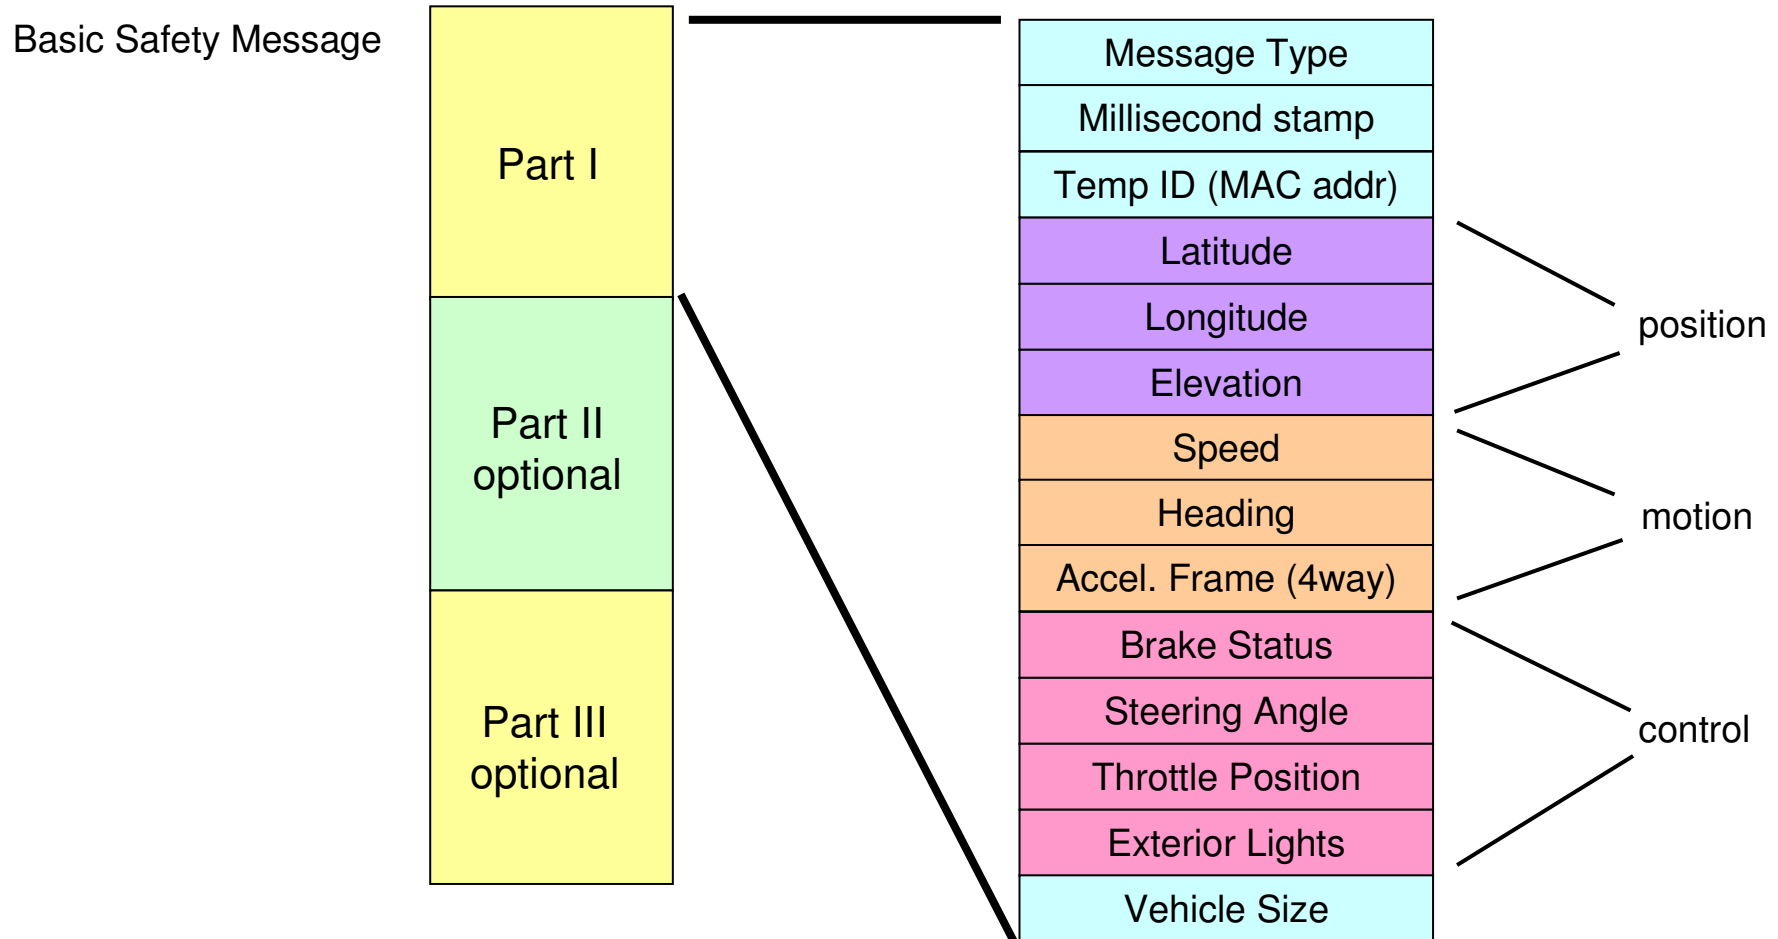 Basic Safety Message
Part I
Part II
optional
Part III
optional
Message Type
Millisecond stamp
Temp ID (MAC addr)
Latitude
Longitude
Elevation
Speed
Heading
Accel. Frame (4way)
Brake Status
Steering Angle
Throttle Position
Exterior Lights
Vehicle Size
position
motion
control